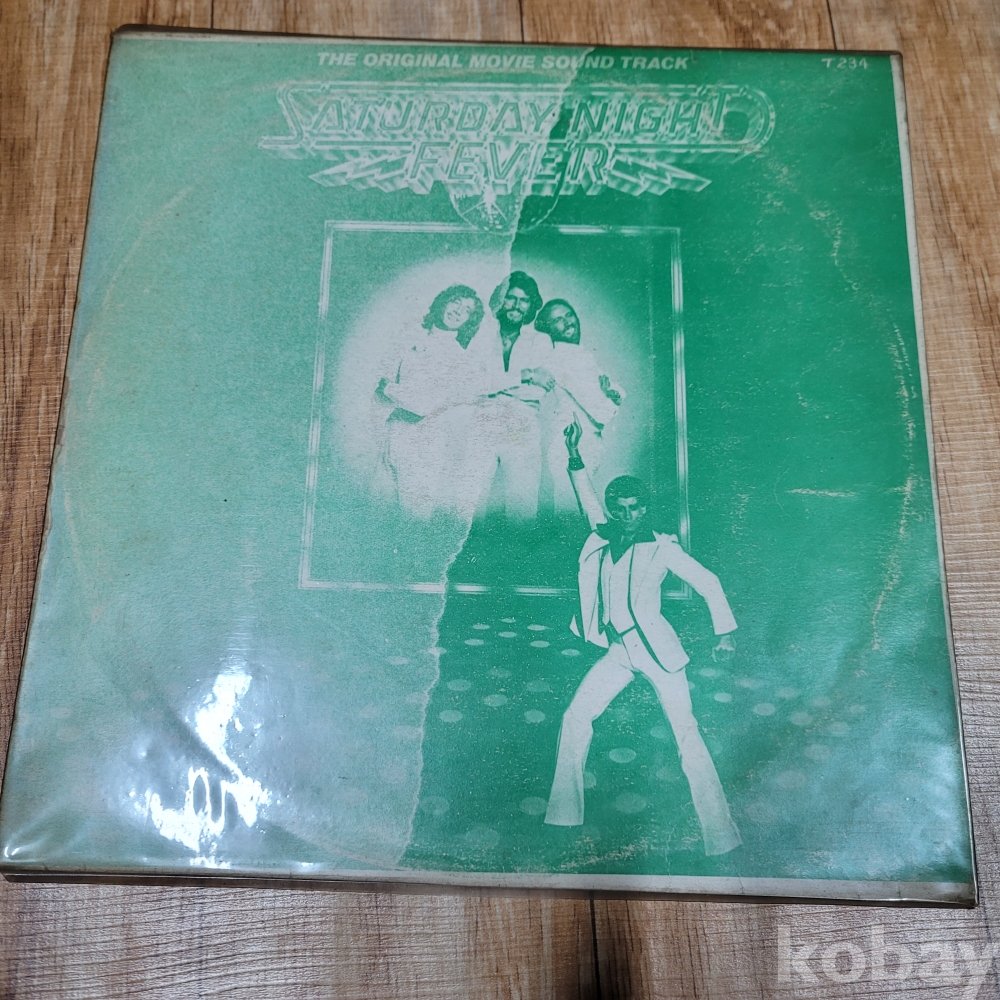 THE ORIGINAL MOVIE SOUND TRACK
T 234
SATURDAY NIGHT
FEVER
kobay